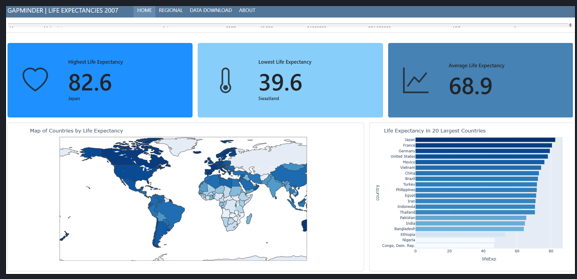 GAPMINDER | LIFE EXPECTANCIES 2007 HOME REGIONAL DATA DOWNLOAD ABOUT
Highest Life Expectancy
82.6
Japan
Lowest Life Expectancy
39.6
Swaziland
Average Life Expectancy
68.9
Map of Countries by Life Expectancy
Life Expectancy in 20 Largest Countries
country
Japan
France
Germany
United States
Mexico
Vietnam
China
Brazil
Turkey
Philippines
Egypt
Iran
Indonesia
Thailand
Pakistan
India
Bangladesh
Ethiopia
Nigeria
Congo, Dem. Rep.
0 20 40 60 80
lifeExp